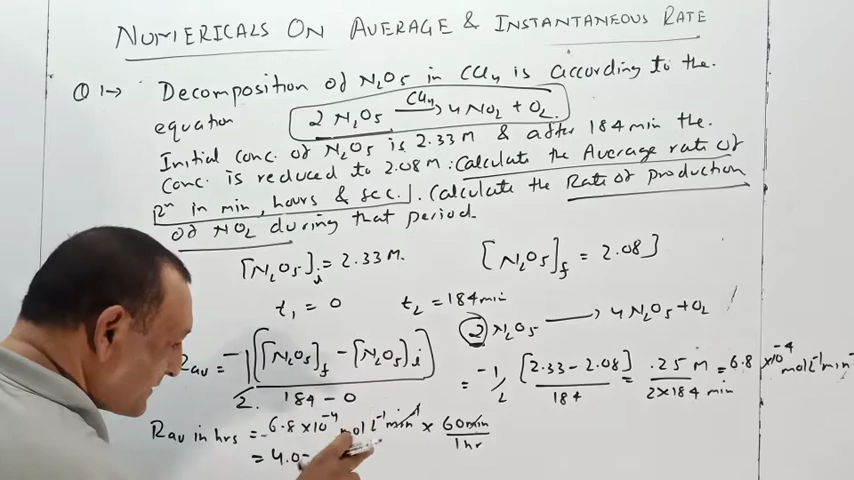 NUMERICALS ON AVERAGE & INSTANTANEOUS RATE
Q 1→ Decomposition of N₂O₅ in CCl₄ is according to the
equation 2 N₂O₅ —CCl₄→ 4 NO₂ + O₂.
Initial conc. of N₂O₅ is 2.33 M & after 184 min the.
conc. is reduced to 2.08 M. Calculate the Average rate of
Rⁿ in min, hours & sec. Calculate the Rate of production
of NO₂ during that period.
[N₂O₅]i = 2.33 M. [N₂O₅]f = 2.08]
t₁ = 0 t₂ = 184 min 2 N₂O₅ → 4 N₂O₅ + O₂
Rav = -1/2 [[N₂O₅]f - [N₂O₅]i] / 184 - 0 = -1/2 [2.33 - 2.08] / 184 = .25 M / 2×184 min = 6.8 ×10⁻⁴ mol L⁻¹ min⁻
Rav in hrs = 6.8 ×10⁻⁴ mol L⁻¹ min⁻¹ × 60 min / 1 hr
= 4.0